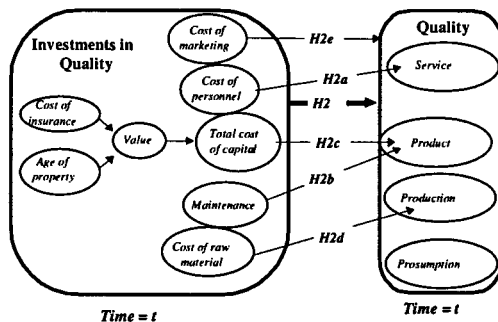 Investments in
Quality
Cost of
marketing
H2e
Quality
Cost of
personnel
H2a
Service
H2
Cost of
insurance
Value
Total cost
of capital
H2c
Product
Age of
property
H2b
Maintenance
Production
Cost of raw
material
H2d
Prosumption
Time = t
Time = t